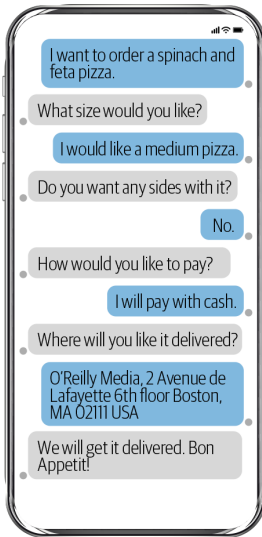 I want to order a spinach and
feta pizza.
What size would you like?
I would like a medium pizza.
Do you want any sides with it?
No.
How would you like to pay?
I will pay with cash.
Where will you like it delivered?
O'Reilly Media, 2 Avenue de
Lafayette 6th floor Boston,
MA 02111 USA
We will get it delivered. Bon
Appetit!